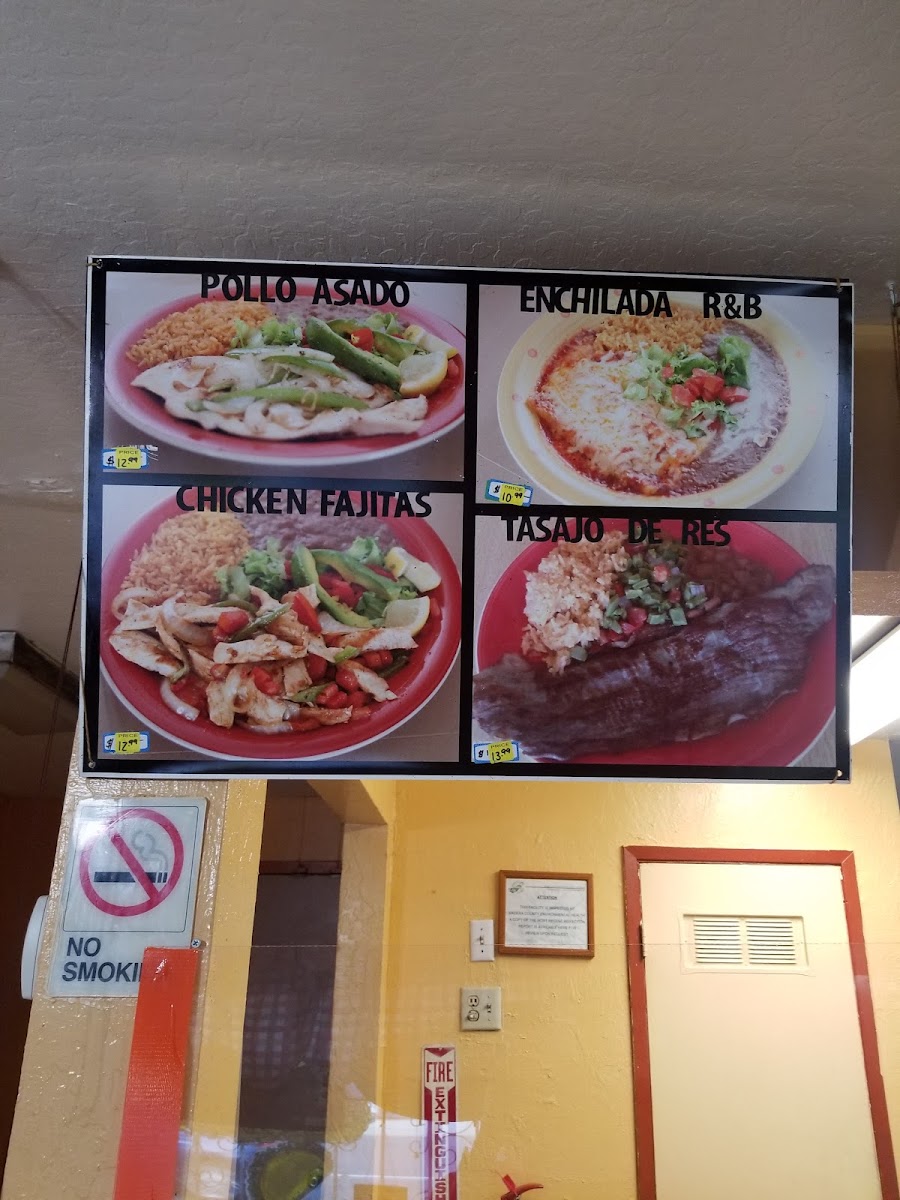 POLLO ASADO
ENCHILADA R&B
PRICE
$ 12.99
PRICE
$ 10.99
CHICKEN FAJITAS
TASAJO DE RES
PRICE
$ 12.99
PRICE
$ 13.99
NO
SMOKI
FIRE
EXTINGUISH